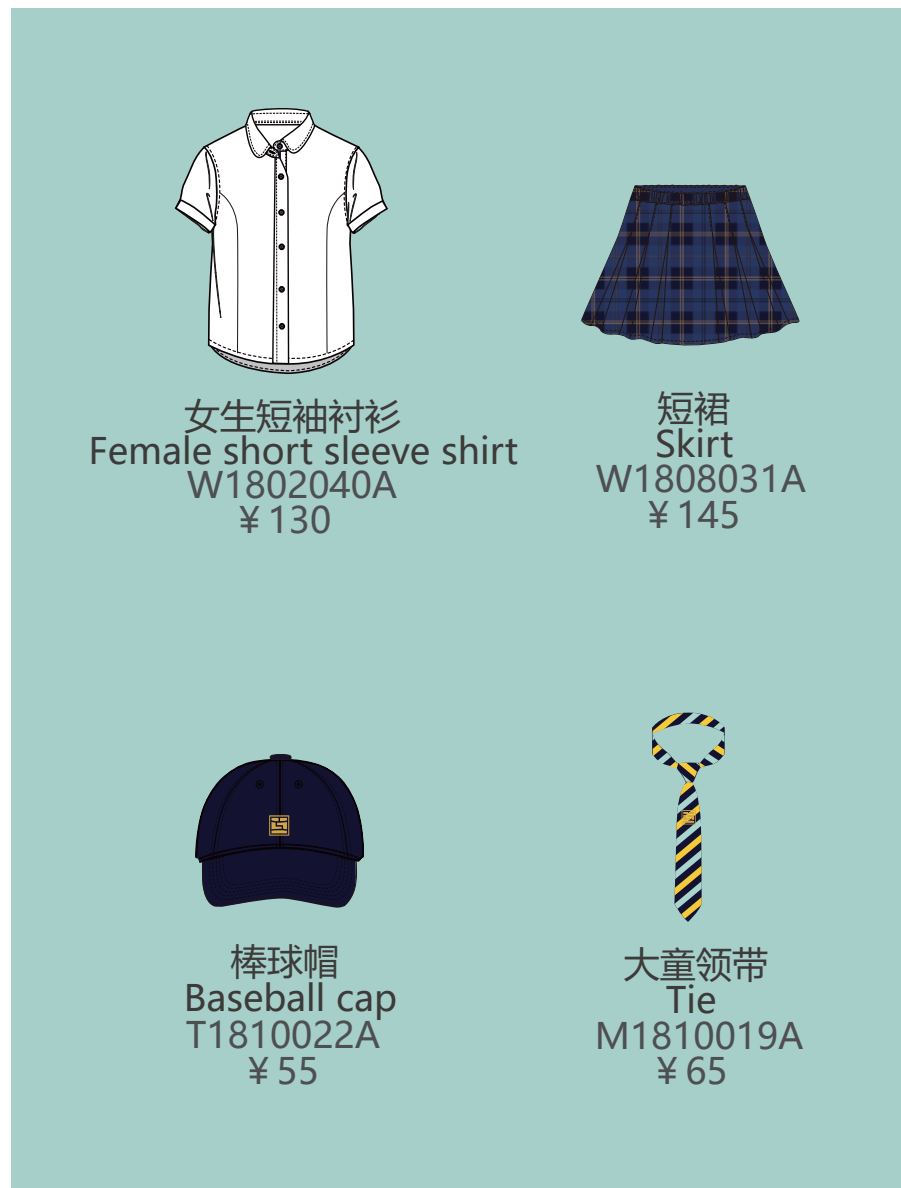 女生短袖衬衫
Female short sleeve shirt
W1802040A
¥130
短裙
Skirt
W1808031A
¥145
棒球帽
Baseball cap
T1810022A
¥55
大童领带
Tie
M1810019A
¥65